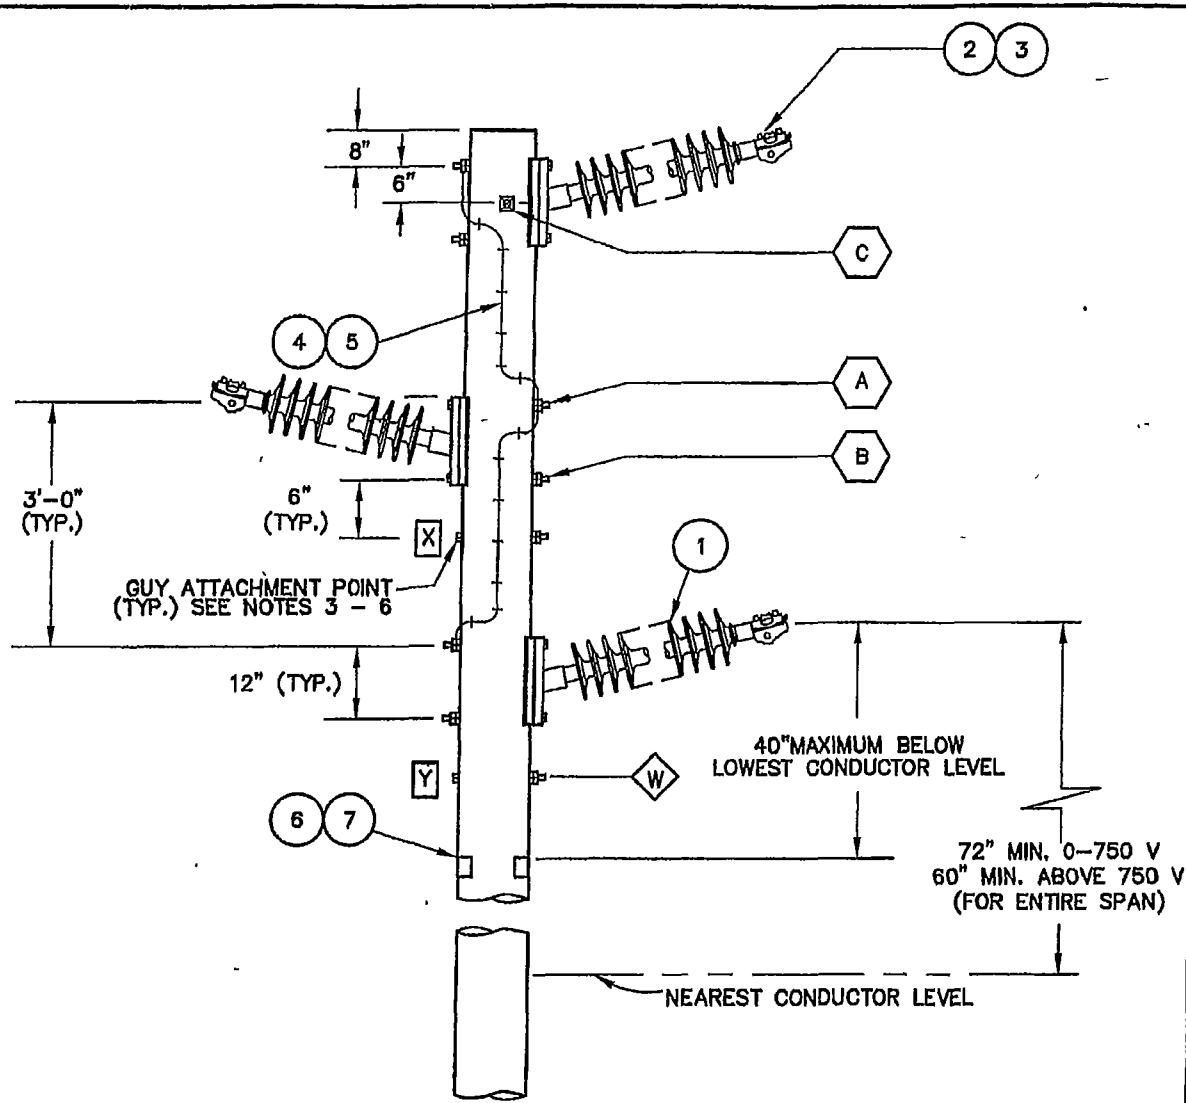 2 3
8"
6"
C
4 5
A
B
3'-0"
(TYP.)
6"
(TYP.)
X
1
GUY ATTACHMENT POINT
(TYP.) SEE NOTES 3 - 6
12" (TYP.)
40"MAXIMUM BELOW
LOWEST CONDUCTOR LEVEL
Y
W
6 7
72" MIN. 0-750 V
60" MIN. ABOVE 750 V
(FOR ENTIRE SPAN)
NEAREST CONDUCTOR LEVEL